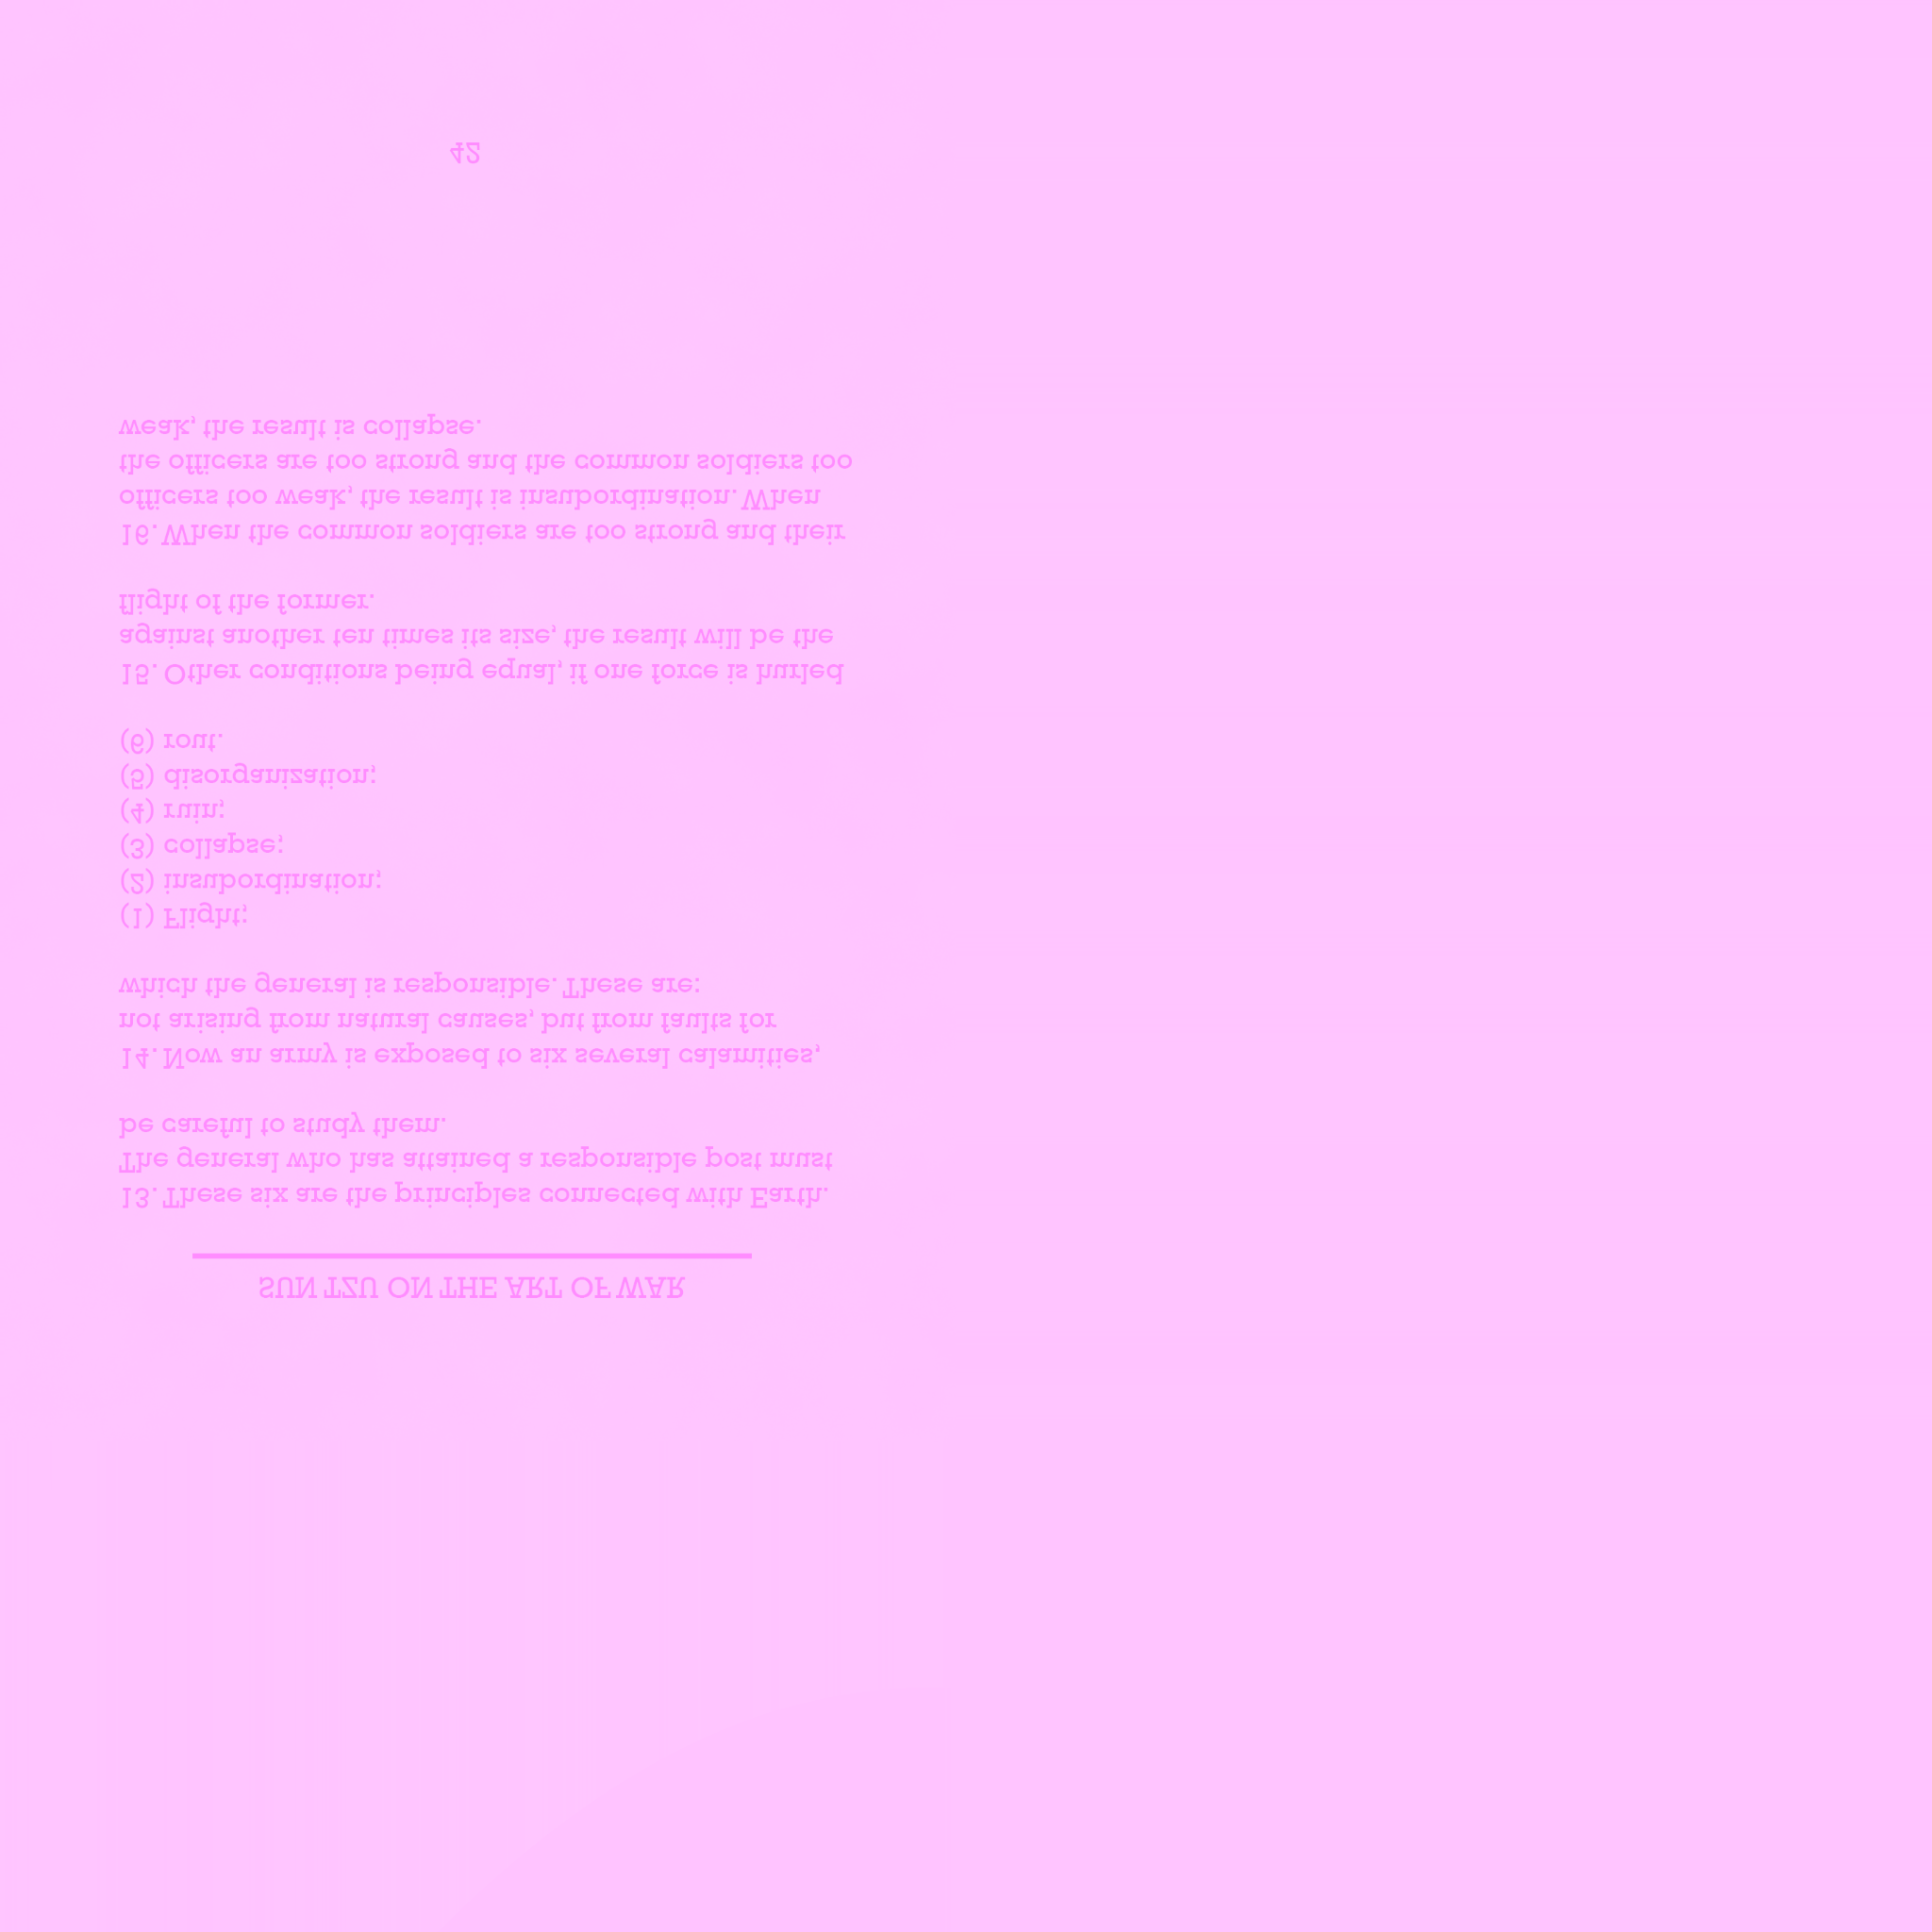 SUN TZU ON THE ART OF WAR
13. These six are the principles connected with Earth.
The general who has attained a responsible post must
be careful to study them.
14. Now an army is exposed to six several calamities,
not arising from natural causes, but from faults for
which the general is responsible. These are:
(1) Flight;
(2) insubordination;
(3) collapse;
(4) ruin;
(5) disorganization;
(6) rout.
15. Other conditions being equal, if one force is hurled
against another ten times its size, the result will be the
flight of the former.
16. When the common soldiers are too strong and their
officers too weak, the result is insubordination. When
the officers are too strong and the common soldiers too
weak, the result is collapse.
42